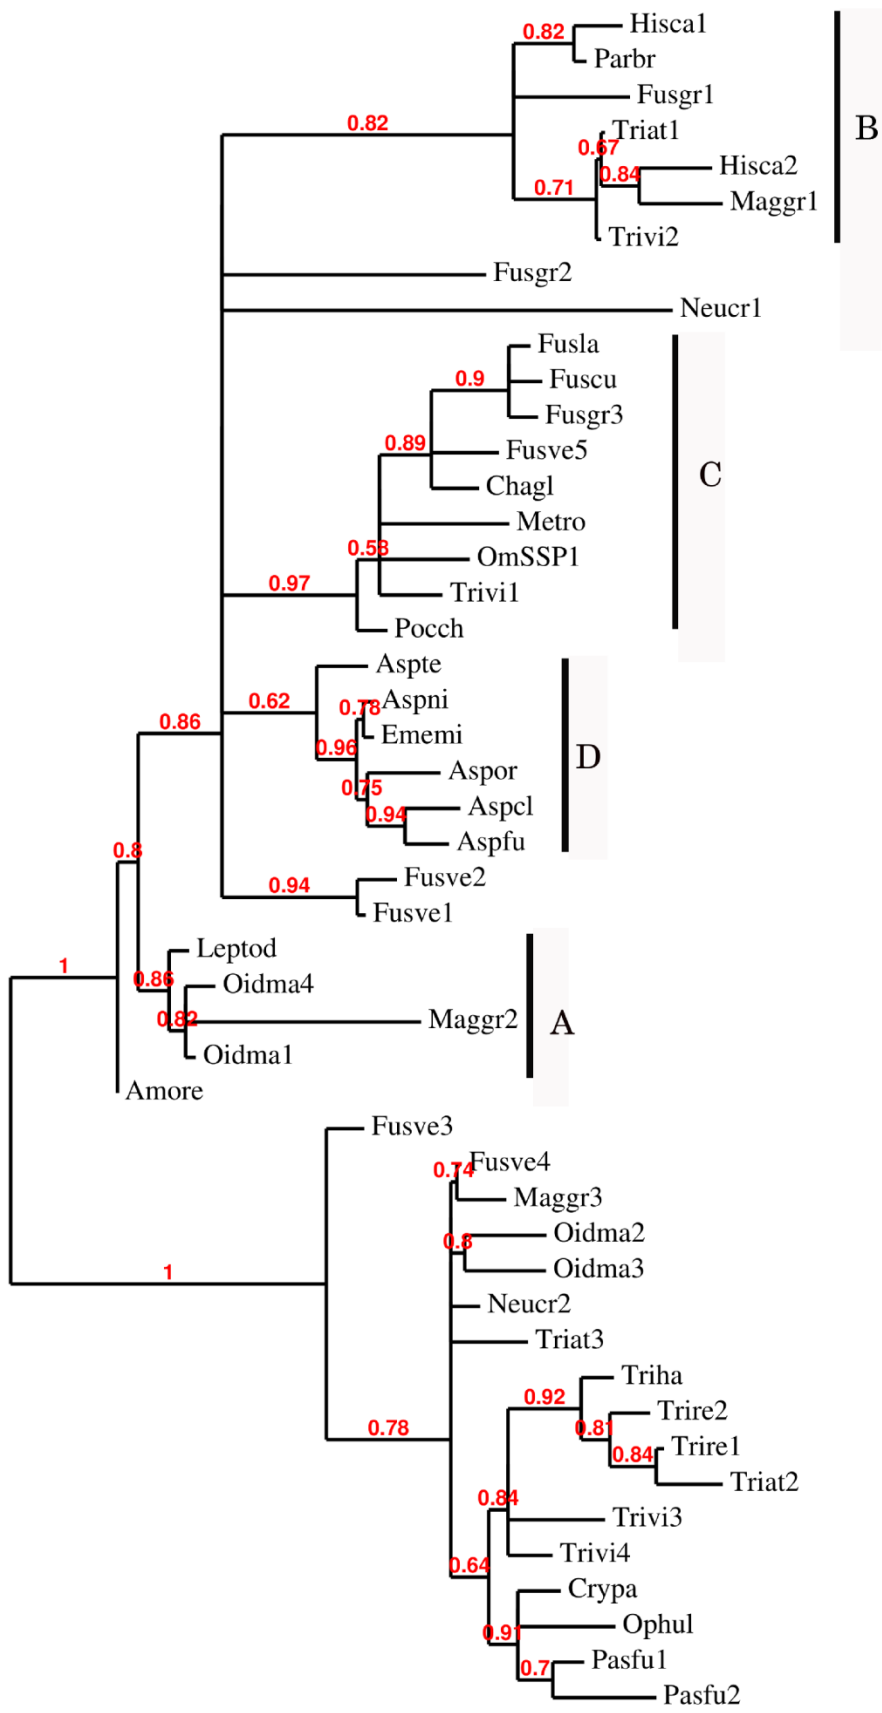 Hisca1
0.82
Parbr
Fusgr1
0.82
Triat1
B
0.67
Hisca2
0.84
0.71
Maggr1
Trivi2
Fusgr2
Neucr1
Fusla
0.9
Fuscu
Fusgr3
0.89
Fusve5
C
Chagl
Metro
0.58
OmSSP1
0.97
Trivi1
Pocch
Aspte
0.62
0.78
Aspni
0.86
Ememi
0.96
D
Aspor
0.75
Aspcl
0.94
Aspfu
0.8
Fusve2
0.94
Fusve1
Leptod
1
0.86
Oidma4
0.82
Maggr2
A
Oidma1
Amore
Fusve3
Fusve4
0.74
Maggr3
Oidma2
0.8
Oidma3
1
Neucr2
Triat3
Triha
0.92
Trire2
0.78
0.81
Trire1
0.84
Triat2
0.84
Trivi3
Trivi4
0.64
Crypa
Ophul
0.91
Pasfu1
0.7
Pasfu2